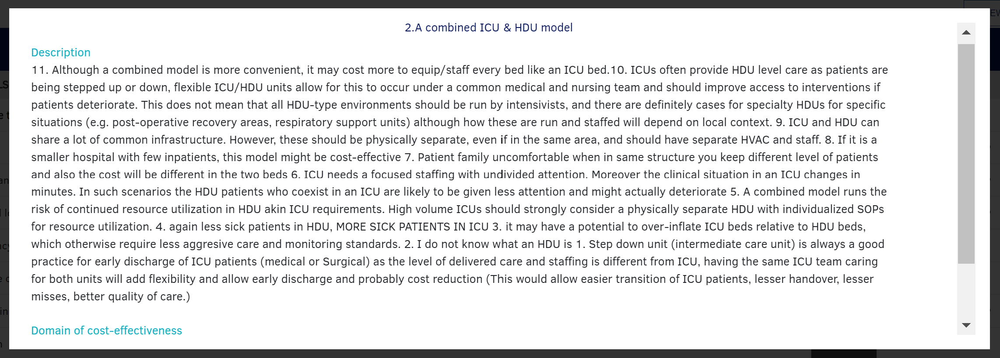 EW
2.A combined ICU & HDU model
Description
11. Although a combined model is more convenient, it may cost more to equip/staff every bed like an ICU bed.10. ICUs often provide HDU level care as patients are
being stepped up or down, flexible ICU/HDU units allow for this to occur under a common medical and nursing team and should improve access to interventions if
patients deteriorate. This does not mean that all HDU-type environments should be run by intensivists, and there are definitely cases for specialty HDUs for specific
situations (e.g. post-operative recovery areas, respiratory support units) although how these are run and staffed will depend on local context. 9. ICU and HDU can
share a lot of common infrastructure. However, these should be physically separate, even if in the same area, and should have separate HVAC and staff. 8. If it is a
smaller hospital with few inpatients, this model might be cost-effective 7. Patient family uncomfortable when in same structure you keep different level of patients
and also the cost will be different in the two beds 6. ICU needs a focused staffing with undivided attention. Moreover the clinical situation in an ICU changes in
minutes. In such scenarios the HDU patients who coexist in an ICU are likely to be given less attention and might actually deteriorate 5. A combined model runs the
risk of continued resource utilization in HDU akin ICU requirements. High volume ICUs should strongly consider a physically separate HDU with individualized SOPs
for resource utilization. 4. again less sick patients in HDU, MORE SICK PATIENTS IN ICU 3. it may have a potential to over-inflate ICU beds relative to HDU beds,
which otherwise require less aggresive care and monitoring standards. 2. I do not know what an HDU is 1. Step down unit (intermediate care unit) is always a good
practice for early discharge of ICU patients (medical or Surgical) as the level of delivered care and staffing is different from ICU, having the same ICU team caring
for both units will add flexibility and allow early discharge and probably cost reduction (This would allow easier transition of ICU patients, lesser handover, lesser
misses, better quality of care.)
Domain of cost-effectiveness